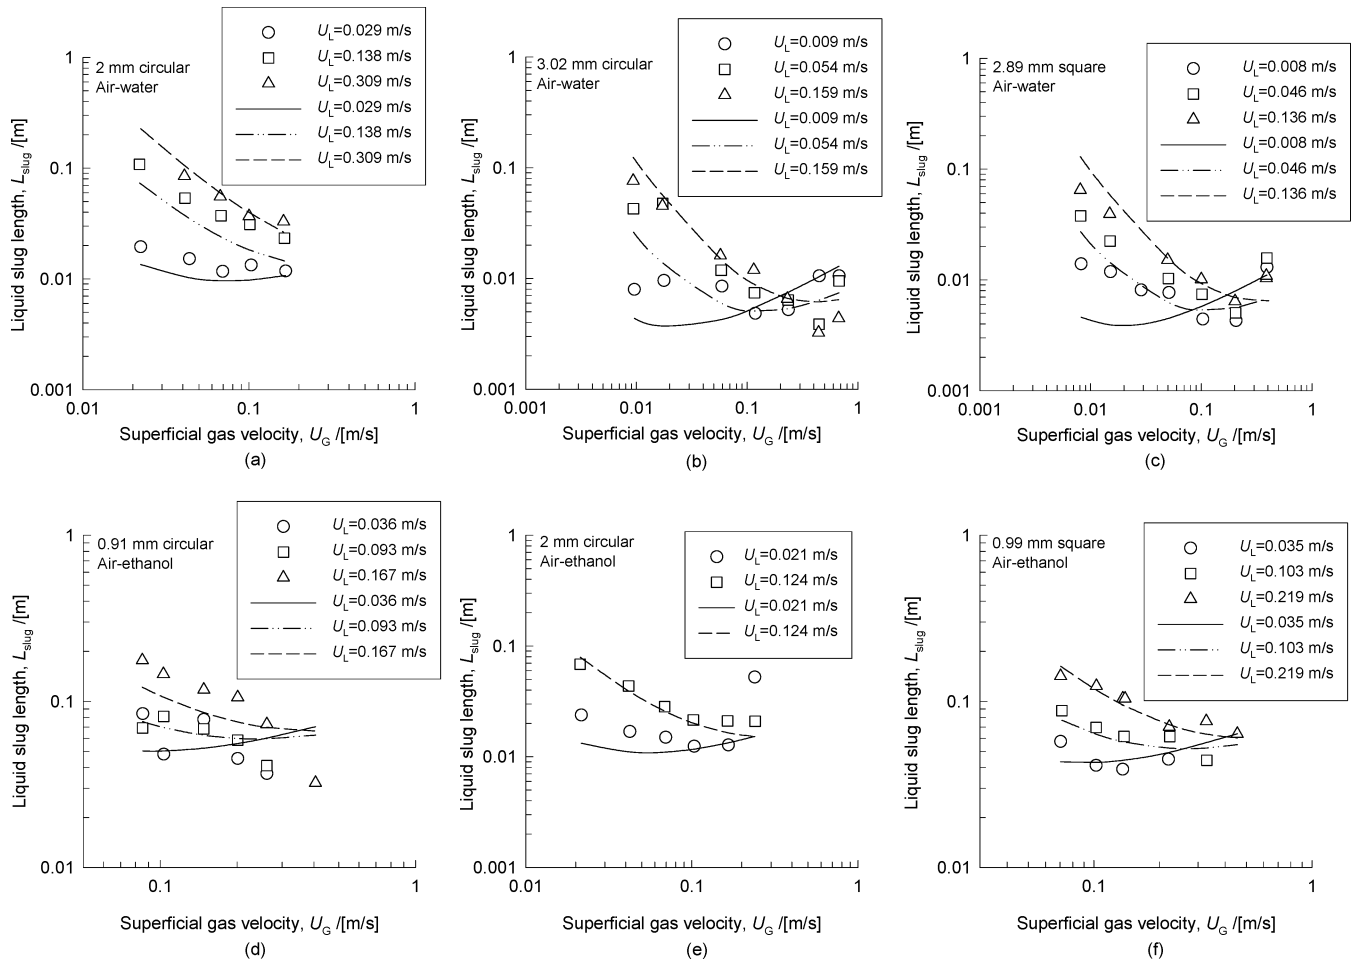 U_L=0.029 m/s
U_L=0.138 m/s
U_L=0.309 m/s
U_L=0.029 m/s
U_L=0.138 m/s
U_L=0.309 m/s
2 mm circular
Air-water
1
0.1
0.01
0.001
0.01
0.1
1
Liquid slug length, L_slug /[m]
Superficial gas velocity, U_G /[m/s]
(a)
U_L=0.009 m/s
U_L=0.054 m/s
U_L=0.159 m/s
U_L=0.009 m/s
U_L=0.054 m/s
U_L=0.159 m/s
3.02 mm circular
Air-water
1
0.1
0.01
0.001
0.001
0.01
0.1
1
Liquid slug length, L_slug /[m]
Superficial gas velocity, U_G /[m/s]
(b)
U_L=0.008 m/s
U_L=0.046 m/s
U_L=0.136 m/s
U_L=0.008 m/s
U_L=0.046 m/s
U_L=0.136 m/s
2.89 mm square
Air-water
1
0.1
0.01
0.001
0.001
0.01
0.1
1
Liquid slug length, L_slug /[m]
Superficial gas velocity, U_G /[m/s]
(c)
U_L=0.036 m/s
U_L=0.093 m/s
U_L=0.167 m/s
U_L=0.036 m/s
U_L=0.093 m/s
U_L=0.167 m/s
0.91 mm circular
Air-ethanol
1
0.1
0.01
0.1
1
Liquid slug length, L_slug /[m]
Superficial gas velocity, U_G /[m/s]
(d)
U_L=0.021 m/s
U_L=0.124 m/s
U_L=0.021 m/s
U_L=0.124 m/s
2 mm circular
Air-ethanol
1
0.1
0.01
0.001
0.01
0.1
1
Liquid slug length, L_slug /[m]
Superficial gas velocity, U_G /[m/s]
(e)
U_L=0.035 m/s
U_L=0.103 m/s
U_L=0.219 m/s
U_L=0.035 m/s
U_L=0.103 m/s
U_L=0.219 m/s
0.99 mm square
Air-ethanol
1
0.1
0.01
0.1
1
Liquid slug length, L_slug /[m]
Superficial gas velocity, U_G /[m/s]
(f)